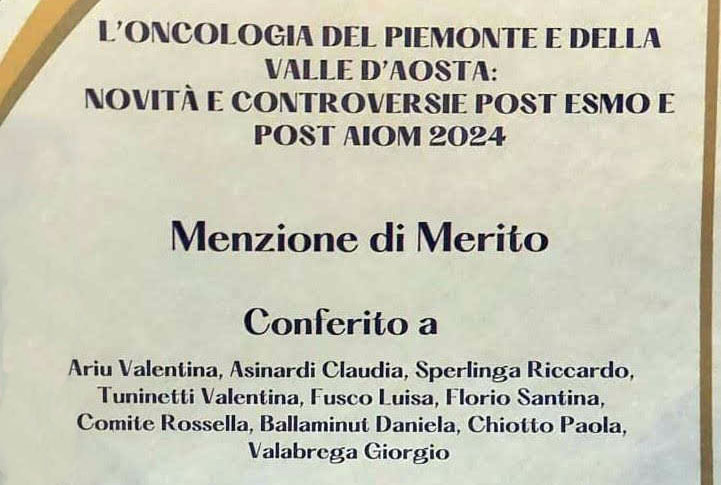 L'ONCOLOGIA DEL PIEMONTE E DELLA
VALLE D'AOSTA:
NOVITÀ E CONTROVERSIE POST ESMO E
POST AIOM 2024
Menzione di Merito
Conferito a
Ariu Valentina, Asinardi Claudia, Sperlinga Riccardo,
Tuninetti Valentina, Fusco Luisa, Florio Santina,
Comite Rossella, Ballaminut Daniela, Chiotto Paola,
Valabrega Giorgio